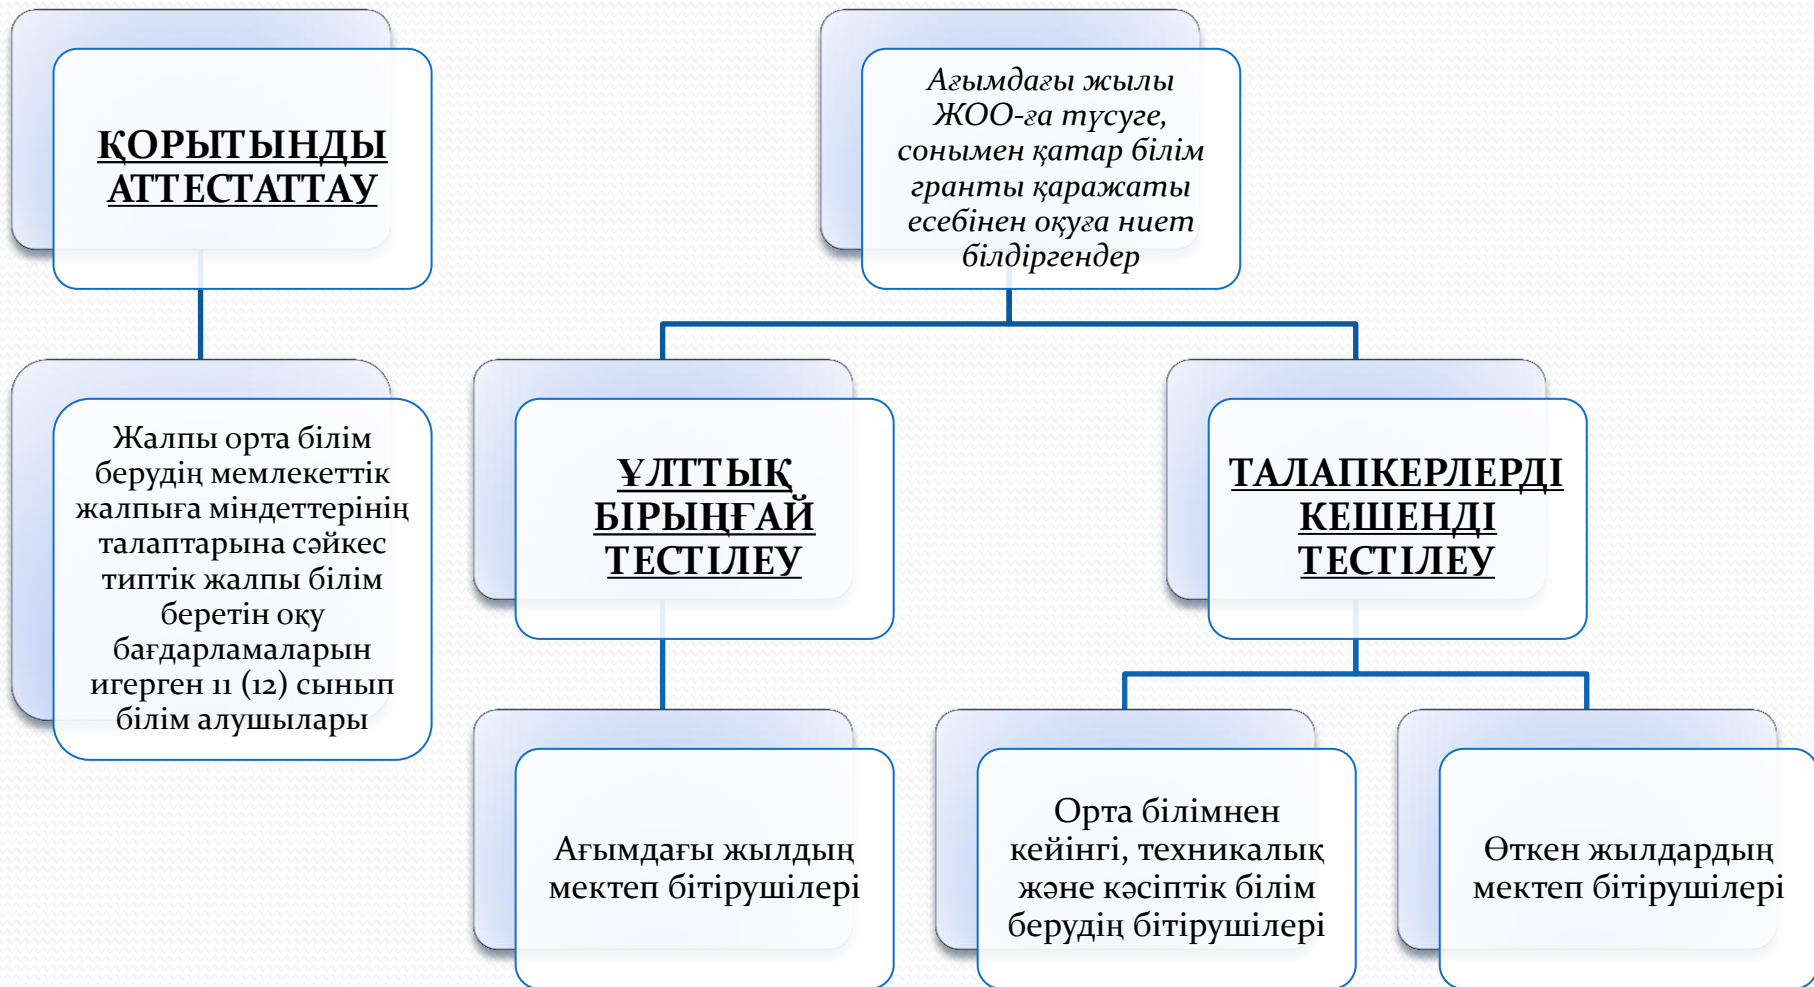 ҚОРЫТЫНДЫ
АТТЕСТАТТАУ
Жалпы орта білім
берудің мемлекеттік
жалпыға міндеттерінің
талаптарына сәйкес
типтік жалпы білім
беретін оқу
бағдарламаларын
игерген 11 (12) сынып
білім алушылары
Ағымдағы жылы
ЖОО-ға түсуге,
сонымен қатар білім
гранты қаражаты
есебінен оқуға ниет
білдіргендер
ҰЛТТЫҚ
БІРЫҢҒАЙ
ТЕСТІЛЕУ
Ағымдағы жылдың
мектеп бітірушілері
ТАЛАПКЕРЛЕРДІ
КЕШЕНДІ
ТЕСТІЛЕУ
Орта білімнен
кейінгі, техникалық
және кәсіптік білім
берудің бітірушілері
Өткен жылдардың
мектеп бітірушілері